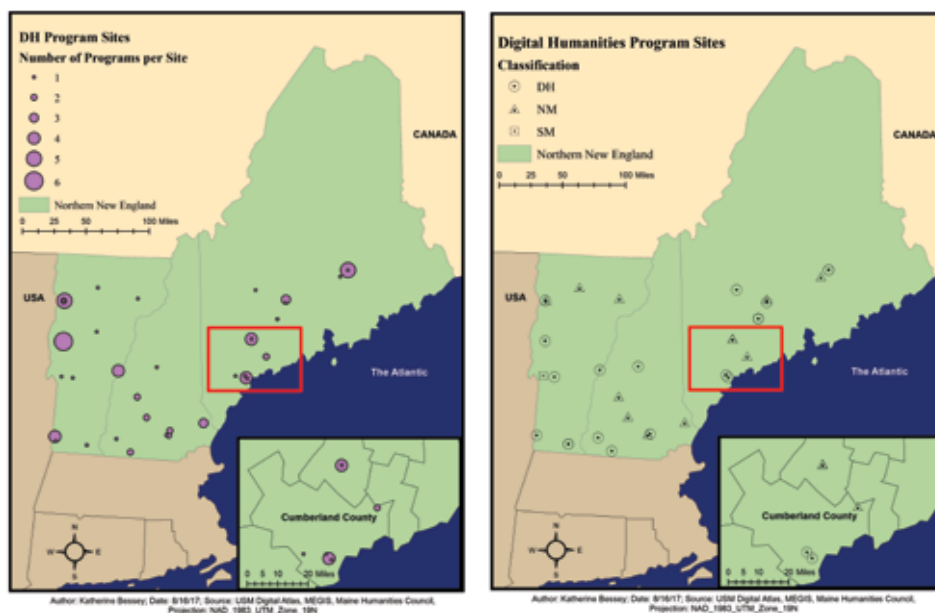 DH Program Sites
Number of Programs per Site
1
2
3
4
5
6
Northern New England
0 25 50 100 Miles
CANADA
USA
The Atlantic
Cumberland County
0 5 10 20 Miles
N
W E
S
Author: Katherine Bessey; Date: 8/16/17; Source: USM Digital Atlas, MEGIS, Maine Humanities Council,
Projection: NAD_1983_UTM_Zone_19N
Digital Humanities Program Sites
Classification
DH
NM
SM
Northern New England
0 25 50 100 Miles
CANADA
USA
The Atlantic
Cumberland County
0 5 10 20 Miles
N
W E
S
Author: Katherine Bessey; Date: 8/16/17; Source: USM Digital Atlas, MEGIS, Maine Humanities Council,
Projection: NAD_1983_UTM_Zone_19N